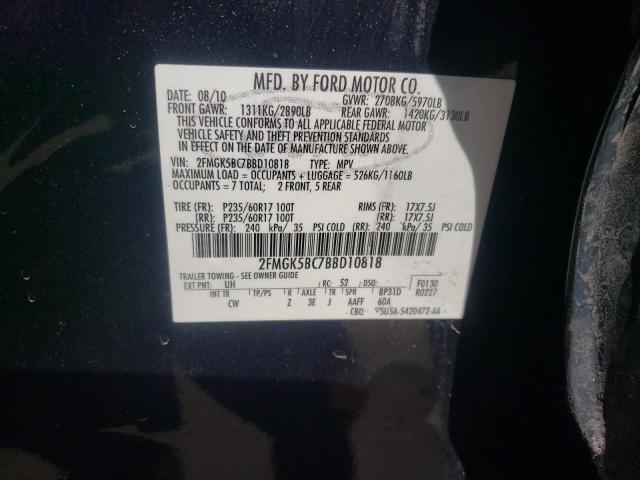 MFD. BY FORD MOTOR CO.
DATE: 08/10 GVWR: 2708KG/5970LB
FRONT GAWR: 1311KG/2890LB REAR GAWR: 1420KG/3130LB
THIS VEHICLE CONFORMS TO ALL APPLICABLE FEDERAL MOTOR
VEHICLE SAFETY AND THEFT PREVENTION STANDARDS
IN EFFECT ON THE DATE OF MANUFACTURE SHOWN ABOVE.
VIN: 2FMGK5BC7BBD10818 TYPE: MPV
MAXIMUM LOAD = OCCUPANTS + LUGGAGE = 526KG/1160LB
OCCUPANTS = 7 TOTAL; 2 FRONT, 5 REAR
TIRE (FR): P235/60R17 100T RIMS (FR): 17X7.5J
(RR): P235/60R17 100T (RR): 17X7.5J
PRESSURE (FR): 240 kPa/ 35 PSI COLD (RR): 240 kPa/ 35 PSI COLD
2FMGK5BC7BBD10818
TRAILER TOWING - SEE OWNER GUIDE
EXT PNT: UH RC: 52 DSO: F0130
INT TR TP/PS R AXLE TR SPR BP31D R0227
CW Z 3E J AAFF 60A
CBU ▽5U5A-5420472-AA